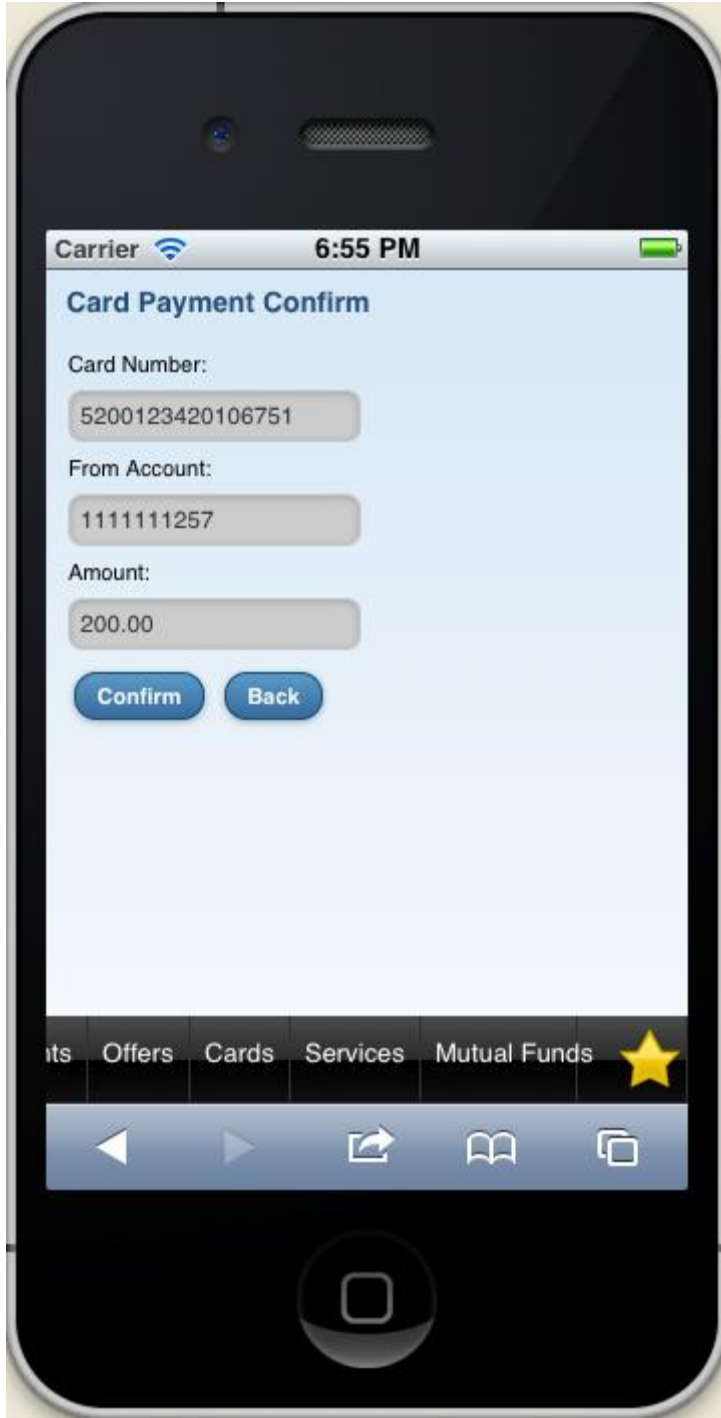 Carrier 6:55 PM
Card Payment Confirm
Card Number:
5200123420106751
From Account:
1111111257
Amount:
200.00
Confirm Back
nts Offers Cards Services Mutual Funds